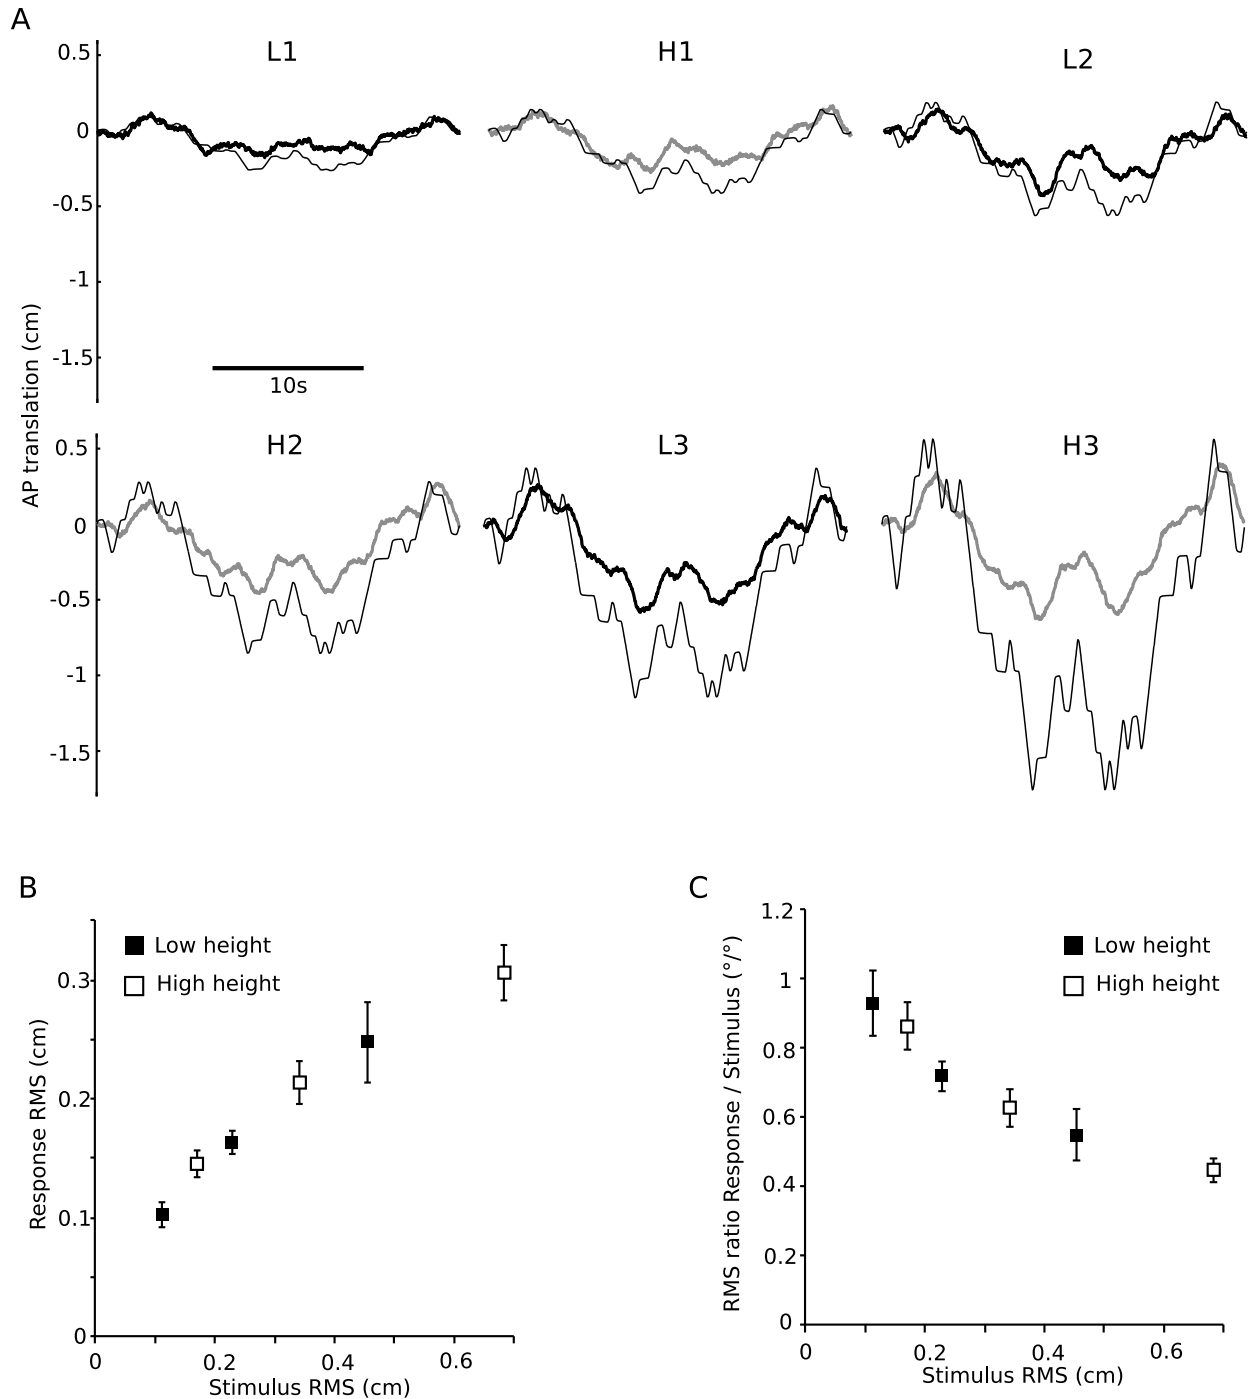 A
L1
H1
L2
0.5
0
-0.5
-1
-1.5
10s
AP translation (cm)
H2
L3
H3
0.5
0
-0.5
-1
-1.5
B
Low height
High height
Response RMS (cm)
0.3
0.2
0.1
0
0
0.2
0.4
0.6
Stimulus RMS (cm)
C
Low height
High height
RMS ratio Response / Stimulus (°/°)
1.2
1
0.8
0.6
0.4
0.2
0
0
0.2
0.4
0.6
Stimulus RMS (cm)